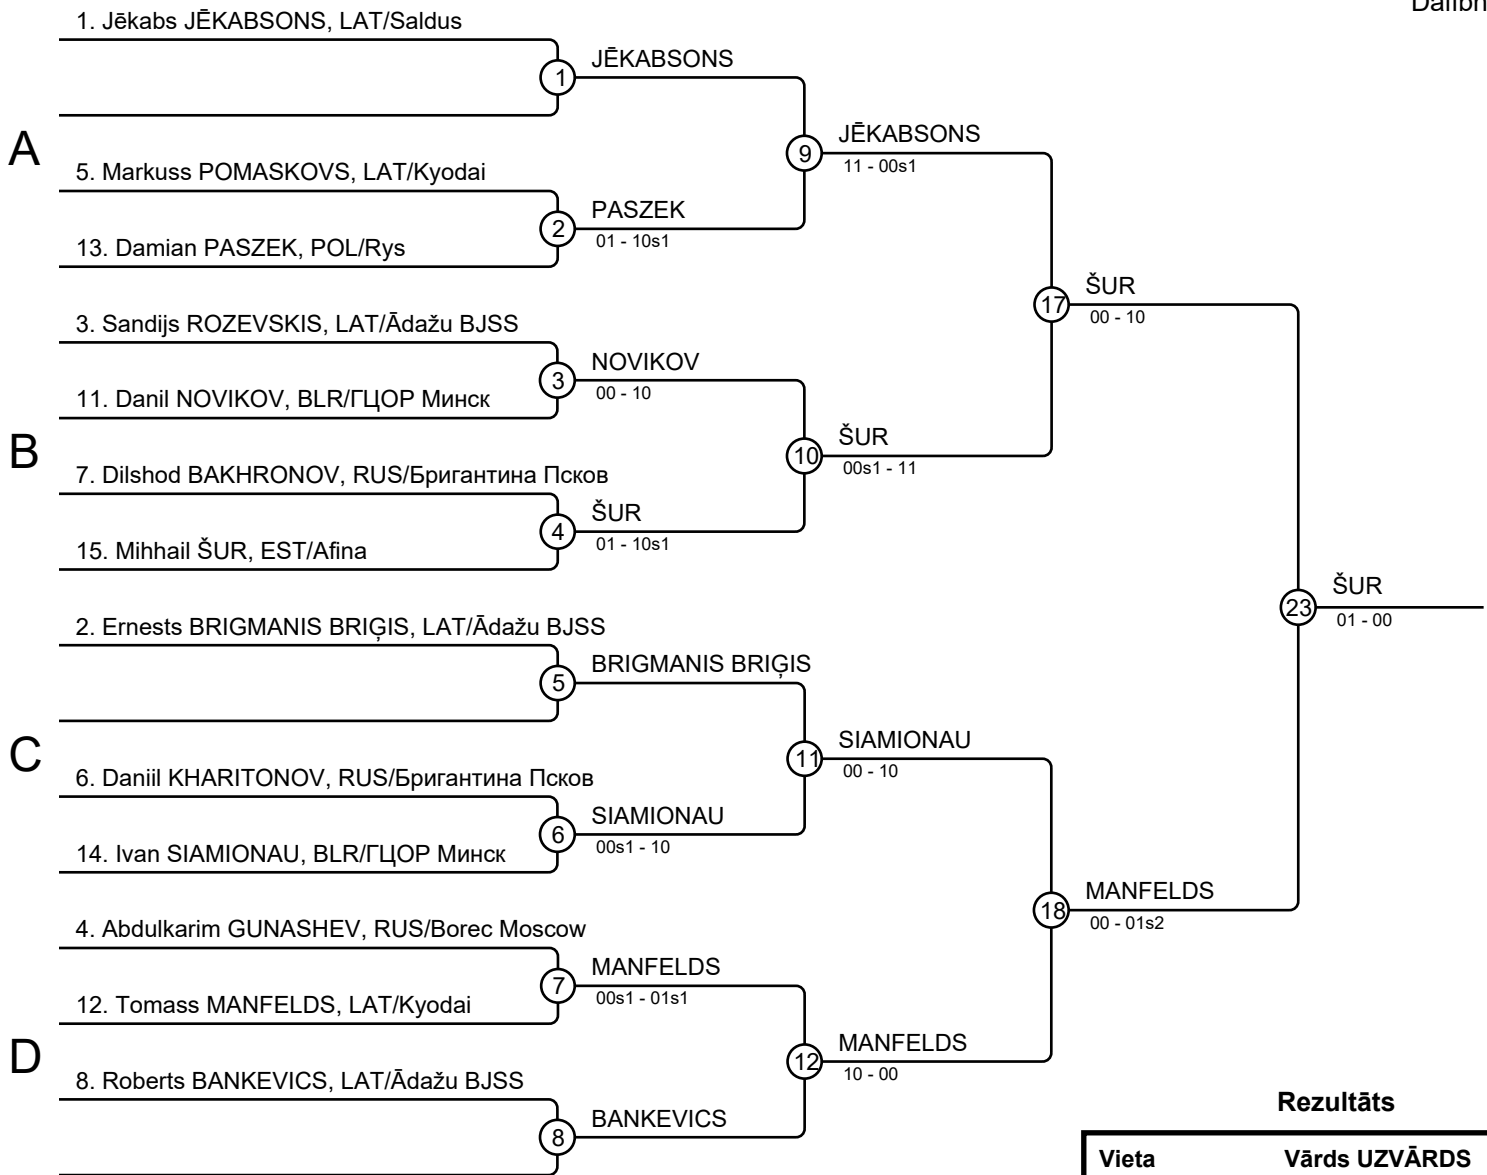 Dalībn
1. Jēkabs JĒKABSONS, LAT/Saldus
1
JĒKABSONS
A
9
JĒKABSONS
11 - 00s1
5. Markuss POMASKOVS, LAT/Kyodai
2
PASZEK
01 - 10s1
13. Damian PASZEK, POL/Rys
17
ŠUR
00 - 10
3. Sandijs ROZEVSKIS, LAT/Ādažu BJSS
3
NOVIKOV
00 - 10
11. Danil NOVIKOV, BLR/ГЦОР Минск
B
10
ŠUR
00s1 - 11
7. Dilshod BAKHRONOV, RUS/Бригантина Псков
4
ŠUR
01 - 10s1
15. Mihhail ŠUR, EST/Afina
23
ŠUR
01 - 00
2. Ernests BRIGMANIS BRIĢIS, LAT/Ādažu BJSS
5
BRIGMANIS BRIĢIS
C
11
SIAMIONAU
00 - 10
6. Daniil KHARITONOV, RUS/Бригантина Псков
6
SIAMIONAU
00s1 - 10
14. Ivan SIAMIONAU, BLR/ГЦОР Минск
18
MANFELDS
00 - 01s2
4. Abdulkarim GUNASHEV, RUS/Borec Moscow
7
MANFELDS
00s1 - 01s1
12. Tomass MANFELDS, LAT/Kyodai
D
12
MANFELDS
10 - 00
8. Roberts BANKEVICS, LAT/Ādažu BJSS
8
BANKEVICS
Rezultāts
Vieta Vārds UZVĀRDS